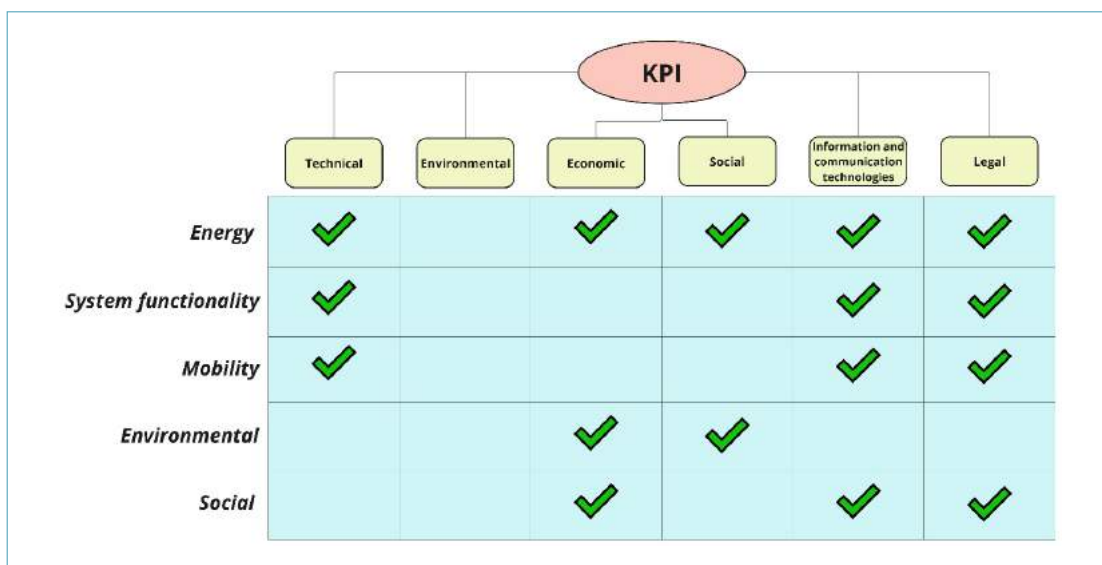 KPI
Technical
Environmental
Economic
Social
Information and
communication
technologies
Legal
Energy
System functionality
Mobility
Environmental
Social